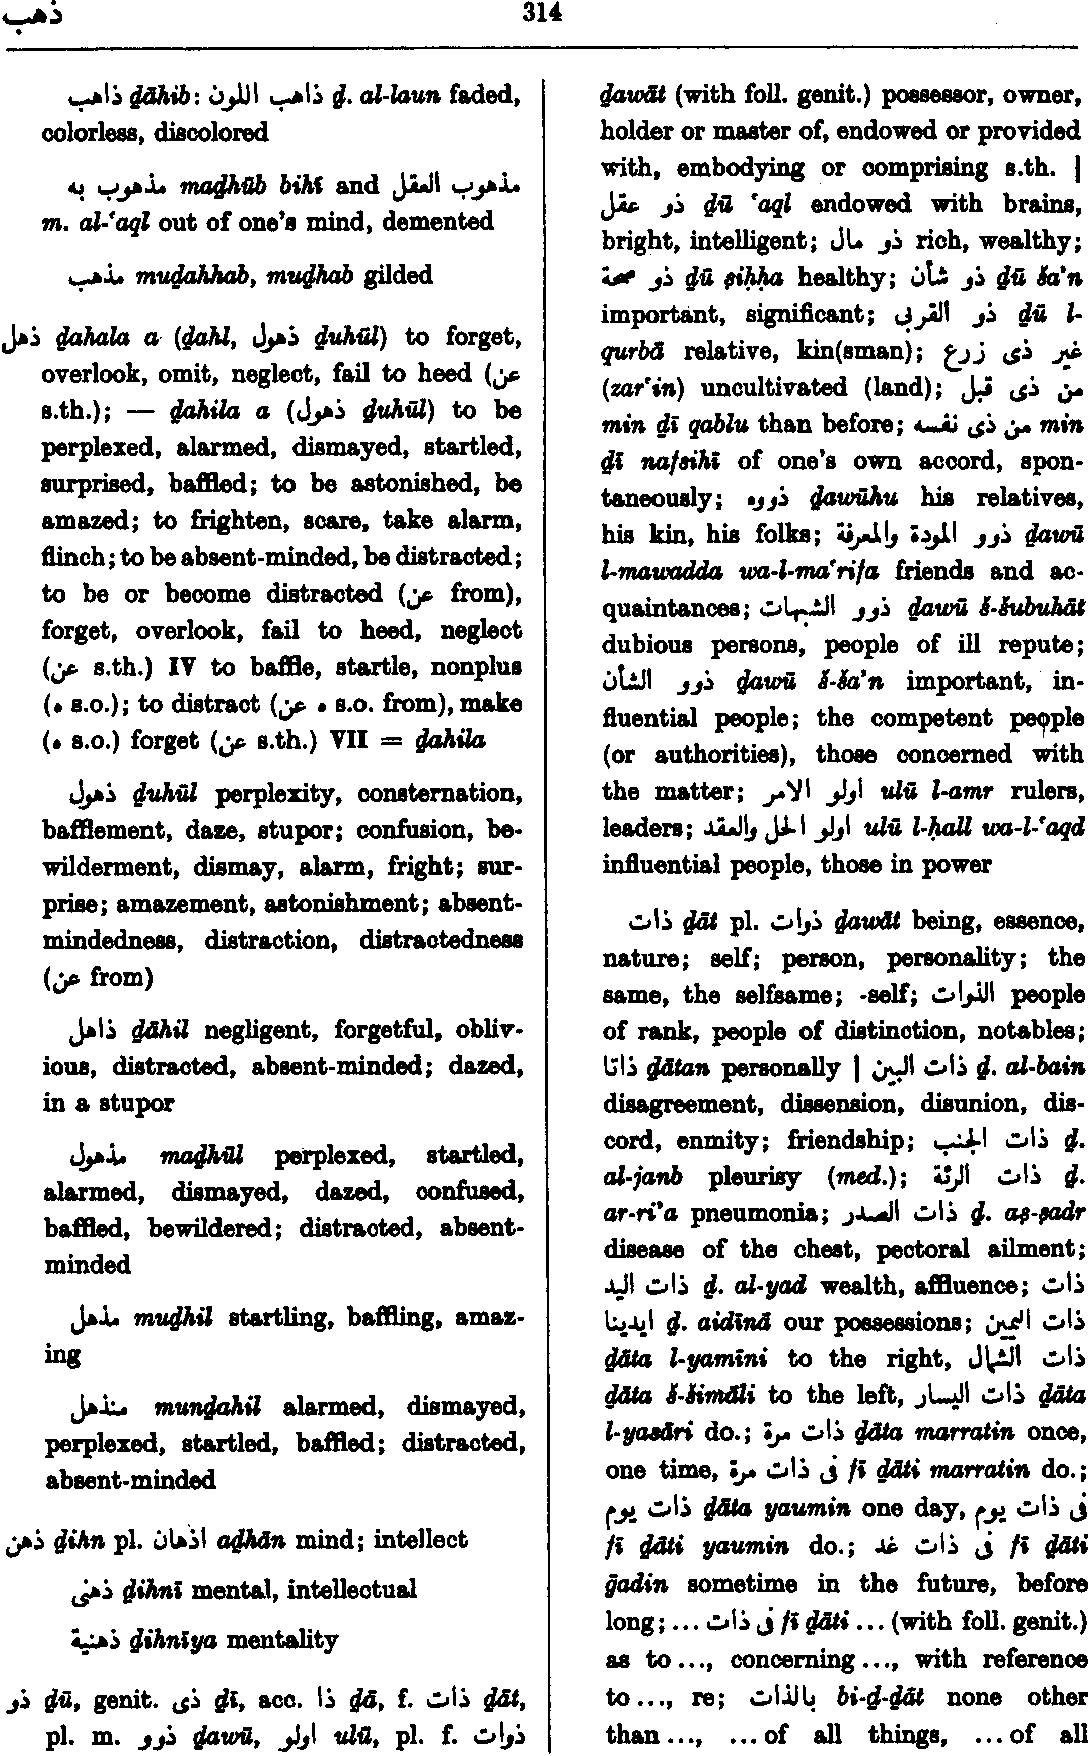 ذهب
314
ذاهب ḏāhib: ذاهب اللون ḏ. al-laun faded,
colorless, discolored
مذهوب به maḏhūb bihī and مذهوب العقل
m. al-ʿaql out of one's mind, demented
مذهب muḏahhab, muḏhab gilded
ذهل ḏahala a (ḏahl, ذهول ḏuhūl) to forget,
overlook, omit, neglect, fail to heed (عن
s.th.); — ḏahila a (ذهول ḏuhūl) to be
perplexed, alarmed, dismayed, startled,
surprised, baffled; to be astonished, be
amazed; to frighten, scare, take alarm,
flinch; to be absent-minded, be distracted;
to be or become distracted (عن from),
forget, overlook, fail to heed, neglect
(عن s.th.) IV to baffle, startle, nonplus
(ه s.o.); to distract (ه عن s.o. from), make
(ه s.o.) forget (عن s.th.) VII = ḏahila
ذهول ḏuhūl perplexity, consternation,
bafflement, daze, stupor; confusion, be-
wilderment, dismay, alarm, fright; sur-
prise; amazement, astonishment; absent-
mindedness, distraction, distractedness
(عن from)
ذاهل ḏāhil negligent, forgetful, obliv-
ious, distracted, absent-minded; dazed,
in a stupor
مذهول maḏhūl perplexed, startled,
alarmed, dismayed, dazed, confused,
baffled, bewildered; distracted, absent-
minded
مذهل muḏhil startling, baffling, amaz-
ing
منذهل munḏahil alarmed, dismayed,
perplexed, startled, baffled; distracted,
absent-minded
ذهن ḏihn pl. اذهان aḏhān mind; intellect
ذهنى ḏihnī mental, intellectual
ذهنية ḏihnīya mentality
ذو ḏū, genit. ذى ḏī, acc. ذا ḏā, f. ذات ḏāt,
pl. m. ذوو ḏawū, اولو ulū, pl. f. ذوات
ḏawāt (with foll. genit.) possessor, owner,
holder or master of, endowed or provided
with, embodying or comprising s.th. |
ذو عقل ḏū ʿaql endowed with brains,
bright, intelligent; ذو مال rich, wealthy;
ذو صحة ḏū ṣiḥḥa healthy; ذو شأن ḏū šaʾn
important, significant; ذو القربى ḏū l-
qurbā relative, kin(sman); غير ذى زرع
(zarʿin) uncultivated (land); من ذى قبل
min ḏī qablu than before; من ذى نفسه min
ḏī nafsihī of one's own accord, spon-
taneously; ذووه ḏawūhu his relatives,
his kin, his folks; ذوو المودة والمعرفة ḏawū
l-mawadda wa-l-maʿrifa friends and ac-
quaintances; ذوو الشبهات ḏawū š-šubuhāt
dubious persons, people of ill repute;
ذوو الشأن ḏawū š-šaʾn important, in-
fluential people; the competent people
(or authorities), those concerned with
the matter; اولو الامر ulū l-amr rulers,
leaders; اولو الحل والعقد ulū l-ḥall wa-l-ʿaqd
influential people, those in power
ذات ḏāt pl. ذوات ḏawāt being, essence,
nature; self; person, personality; the
same, the selfsame; -self; الذوات people
of rank, people of distinction, notables;
ذاتا ḏātan personally | ذات البين ḏ. al-bain
disagreement, dissension, disunion, dis-
cord, enmity; friendship; ذات الجنب ḏ.
al-janb pleurisy (med.); ذات الرئة ḏ.
ar-riʾa pneumonia; ذات الصدر ḏ. aṣ-ṣadr
disease of the chest, pectoral ailment;
ذات اليد ḏ. al-yad wealth, affluence; ذات
ايدينا ḏ. aidīnā our possessions; ذات اليمين
ḏāta l-yamīni to the right, ذات الشمال
ḏāta š-šimāli to the left, ذات اليسار ḏāta
l-yasāri do.; ذات مرة ḏāta marratin once,
one time, فى ذات مرة fī ḏāti marratin do.;
ذات يوم ḏāta yaumin one day, فى ذات يوم
fī ḏāti yaumin do.; فى ذات غد fī ḏāti
ḡadin sometime in the future, before
long; ... فى ذات fī ḏāti ... (with foll. genit.)
as to ..., concerning ..., with reference
to ..., re; بالذات bi-ḏ-ḏāt none other
than ..., ... of all things, ... of all